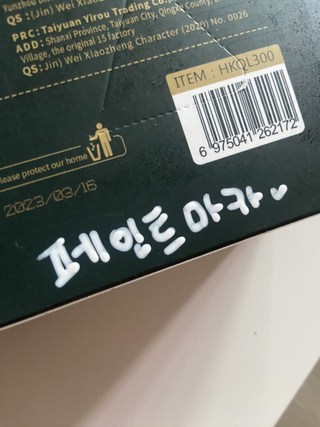 QS:(Jin) Wei Xiaozheng
PRC: Taiyuan Yirou Trading Co.
ADD: Shanxi Province, Taiyuan City, Qingxu County,
Village, the original 15 factory
QS:Jin) Wei Xiaozheng Character (2020) No. 0026
ITEM : HKQL300
6 975041 262172
Please protect our home
2023/03/16
페인트 마카♥